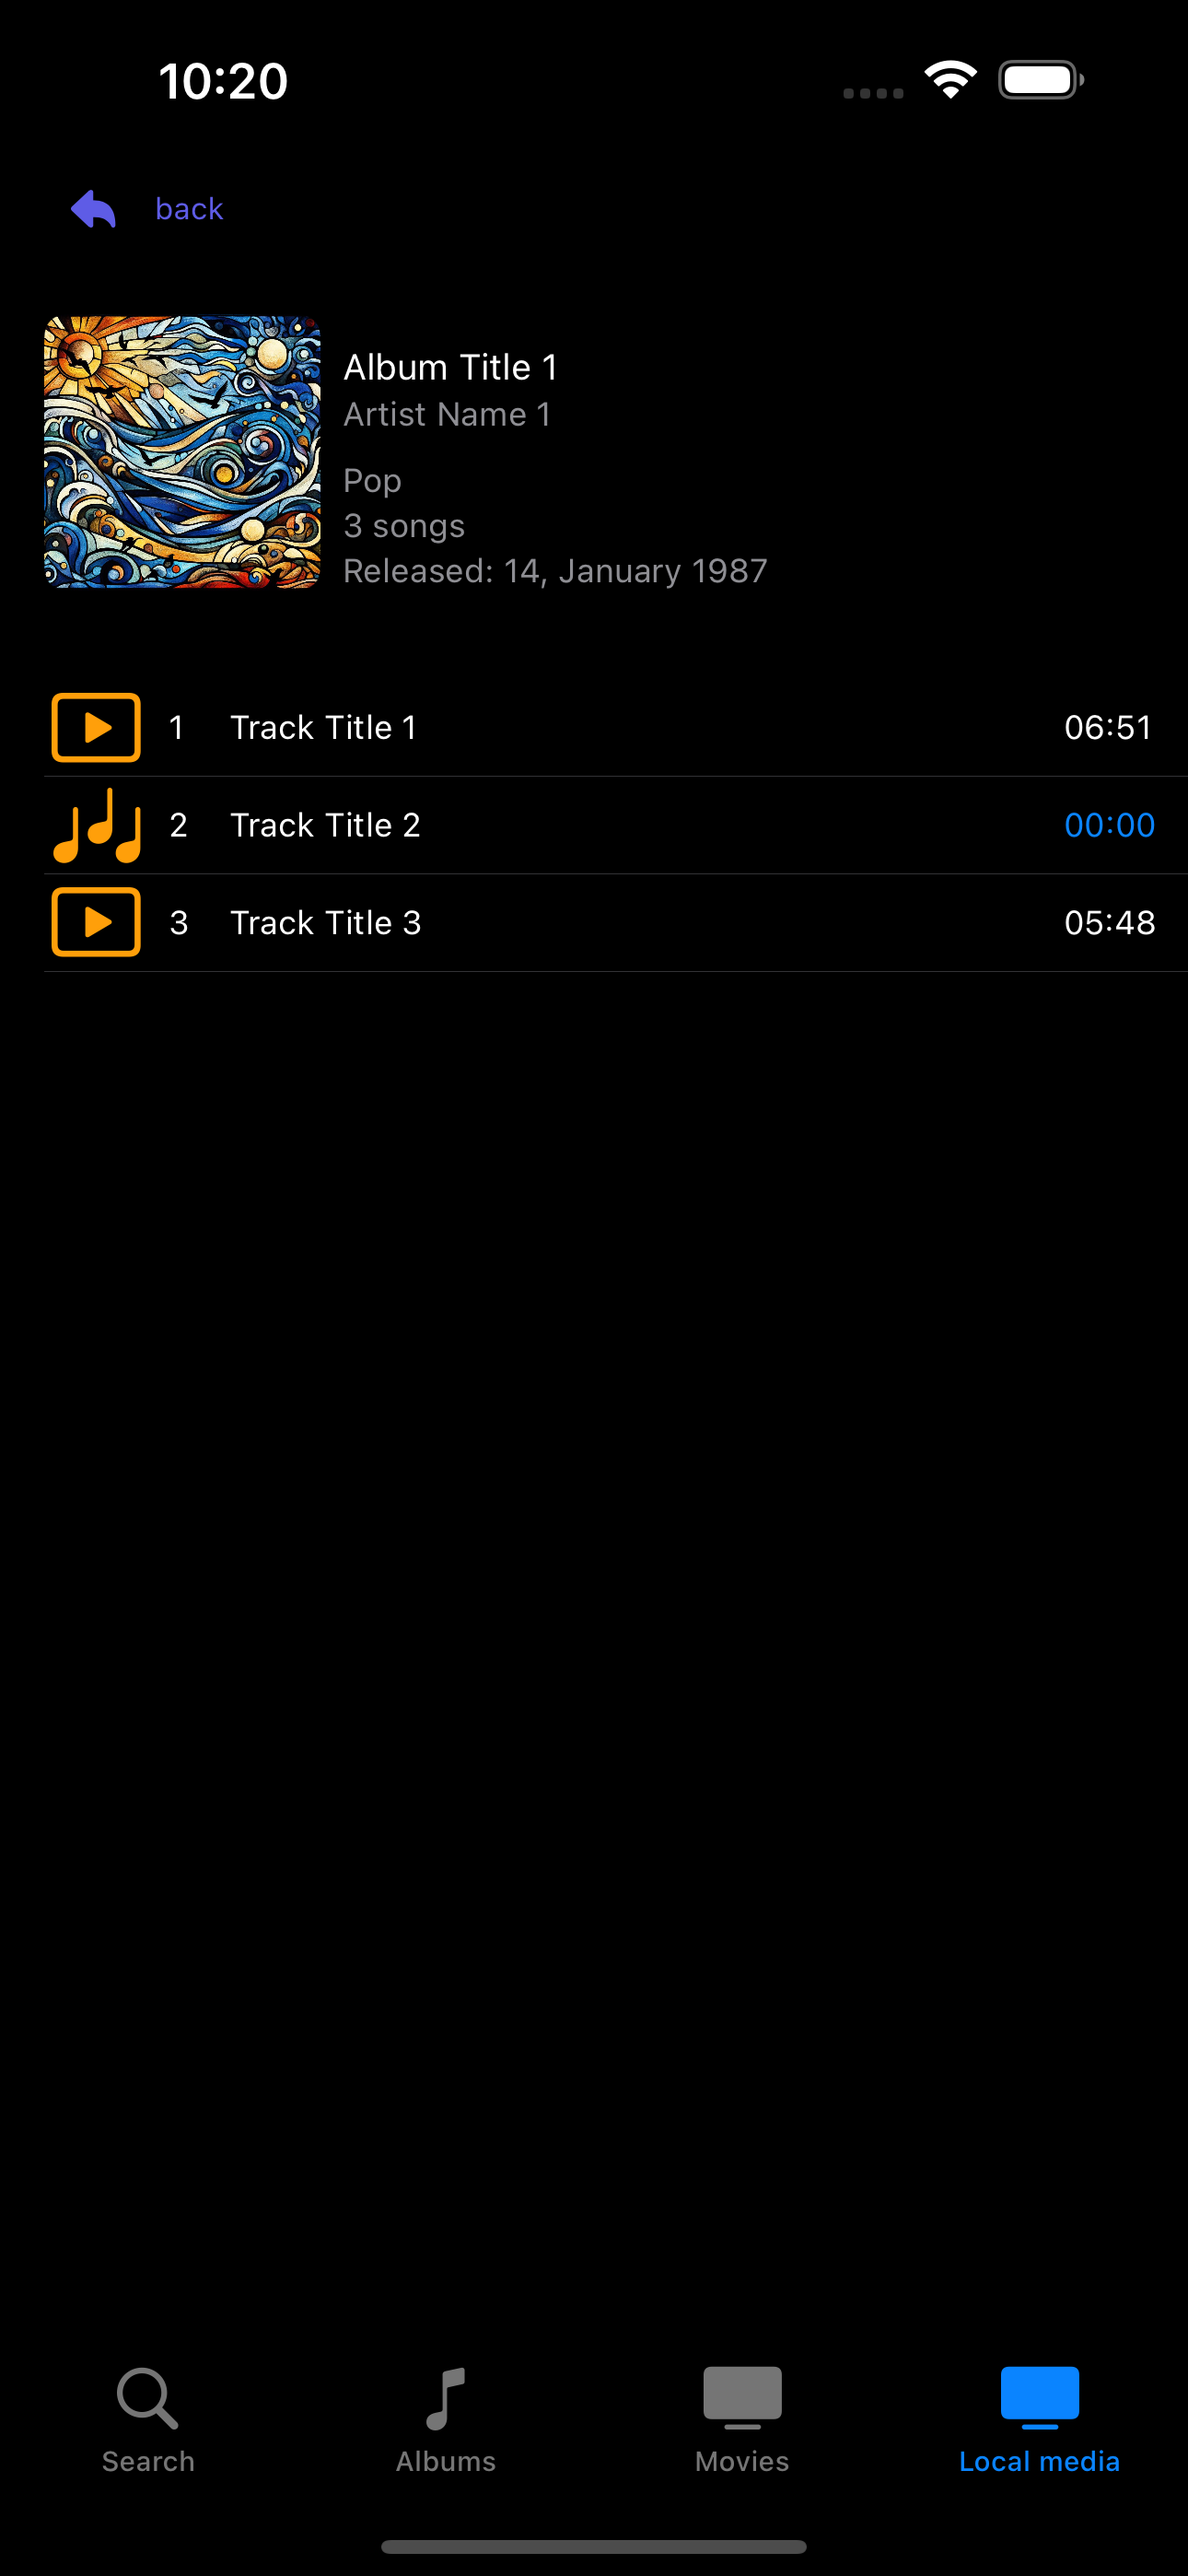 10:20
back
Album Title 1
Artist Name 1
Pop
3 songs
Released: 14, January 1987
1 Track Title 1 06:51
2 Track Title 2 00:00
3 Track Title 3 05:48
Search Albums Movies Local media